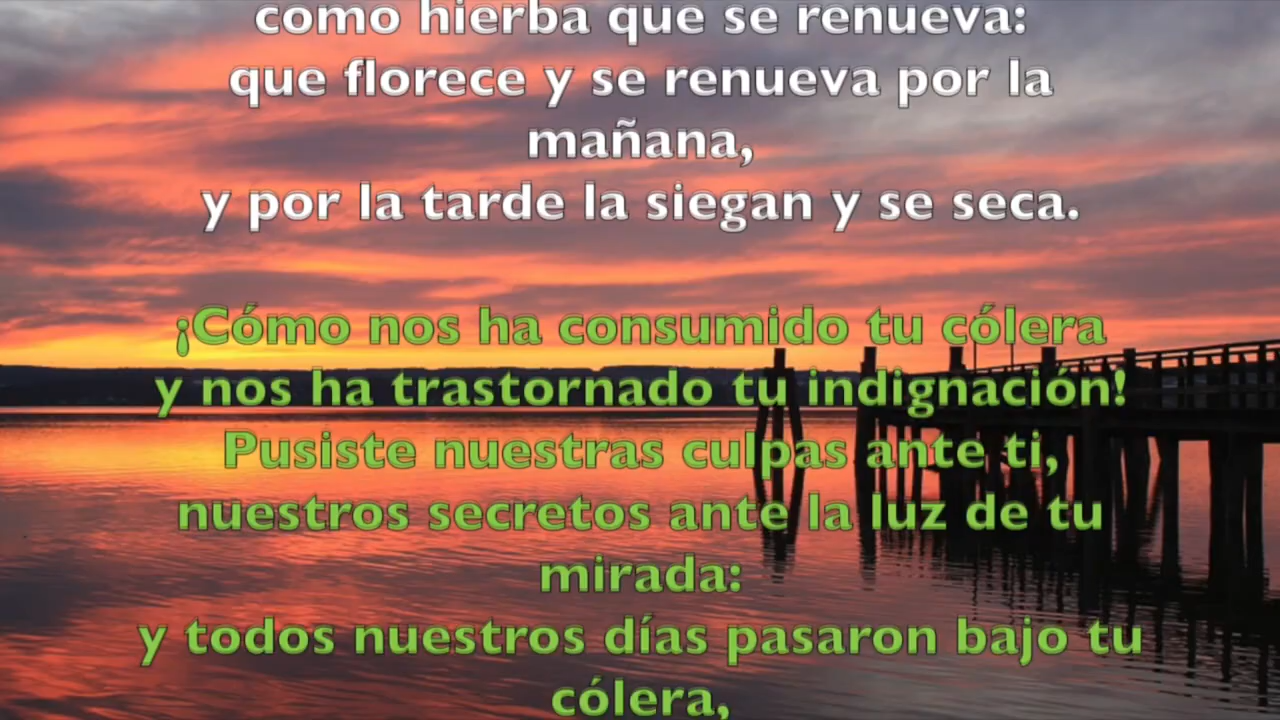 como hierba que se renueva:
que florece y se renueva por la
mañana,
y por la tarde la siegan y se seca.
¡Cómo nos ha consumido tu cólera
y nos ha trastornado tu indignación!
Pusiste nuestras culpas ante ti,
nuestros secretos ante la luz de tu
mirada:
y todos nuestros días pasaron bajo tu
cólera,